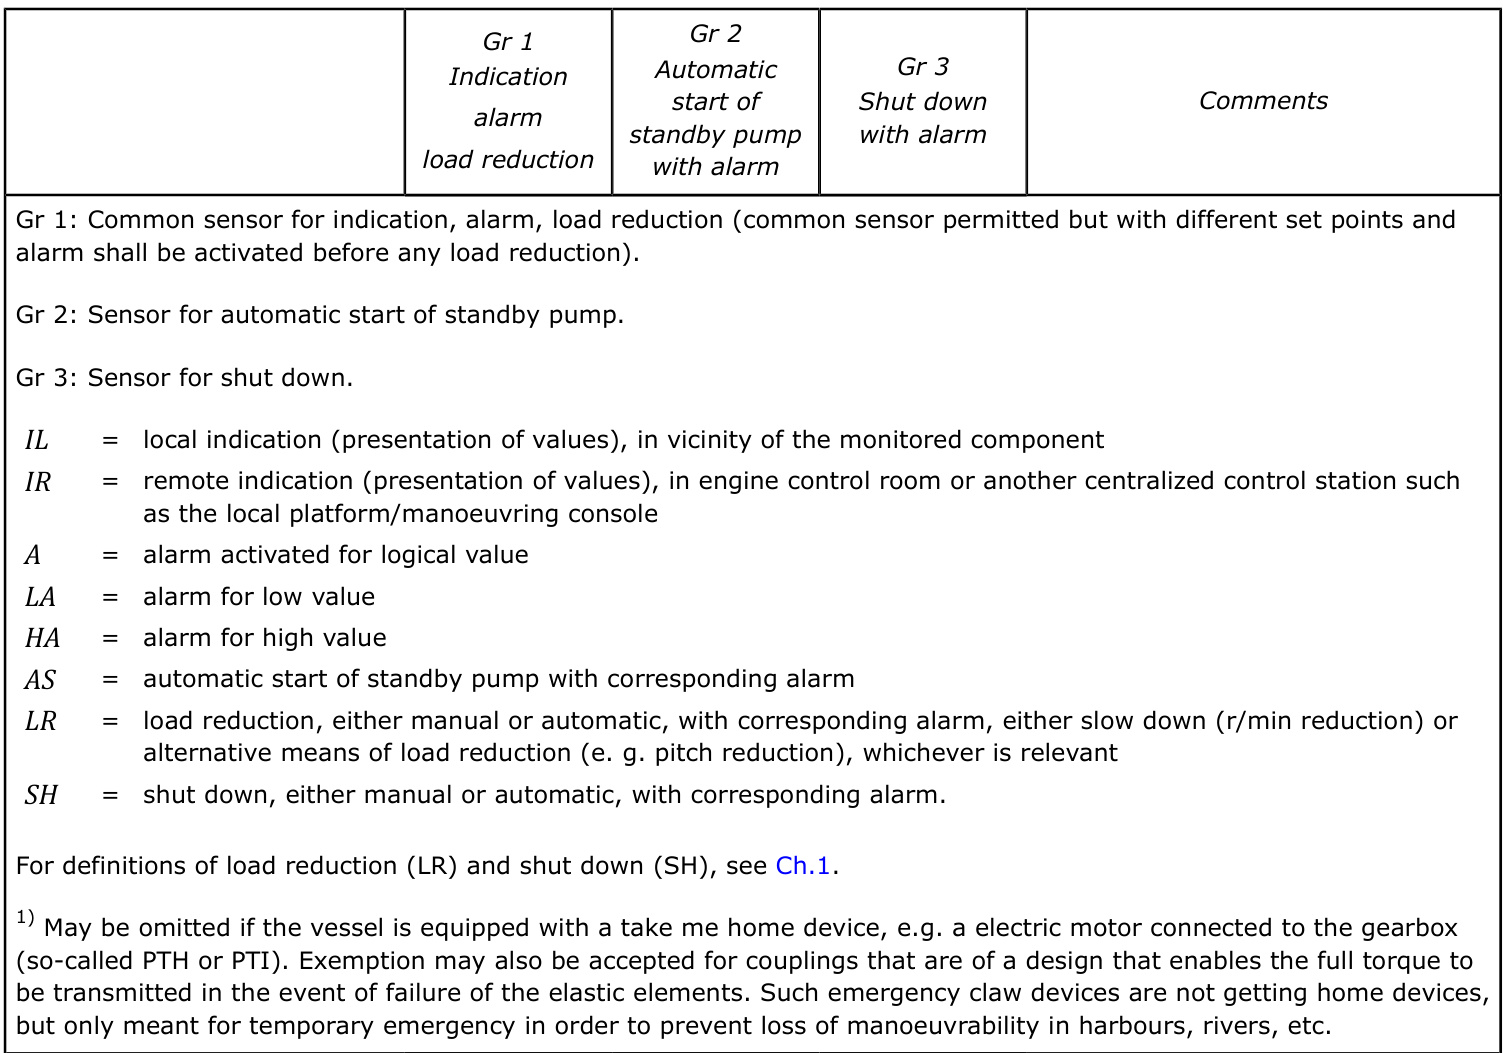 Gr 1
Indication
alarm
load reduction
Gr 2
Automatic
start of
standby pump
with alarm
Gr 3
Shut down
with alarm
Comments
Gr 1: Common sensor for indication, alarm, load reduction (common sensor permitted but with different set points and
alarm shall be activated before any load reduction).
Gr 2: Sensor for automatic start of standby pump.
Gr 3: Sensor for shut down.
IL = local indication (presentation of values), in vicinity of the monitored component
IR = remote indication (presentation of values), in engine control room or another centralized control station such
as the local platform/manoeuvring console
A = alarm activated for logical value
LA = alarm for low value
HA = alarm for high value
AS = automatic start of standby pump with corresponding alarm
LR = load reduction, either manual or automatic, with corresponding alarm, either slow down (r/min reduction) or
alternative means of load reduction (e. g. pitch reduction), whichever is relevant
SH = shut down, either manual or automatic, with corresponding alarm.
For definitions of load reduction (LR) and shut down (SH), see Ch.1.
1) May be omitted if the vessel is equipped with a take me home device, e.g. a electric motor connected to the gearbox
(so-called PTH or PTI). Exemption may also be accepted for couplings that are of a design that enables the full torque to
be transmitted in the event of failure of the elastic elements. Such emergency claw devices are not getting home devices,
but only meant for temporary emergency in order to prevent loss of manoeuvrability in harbours, rivers, etc.